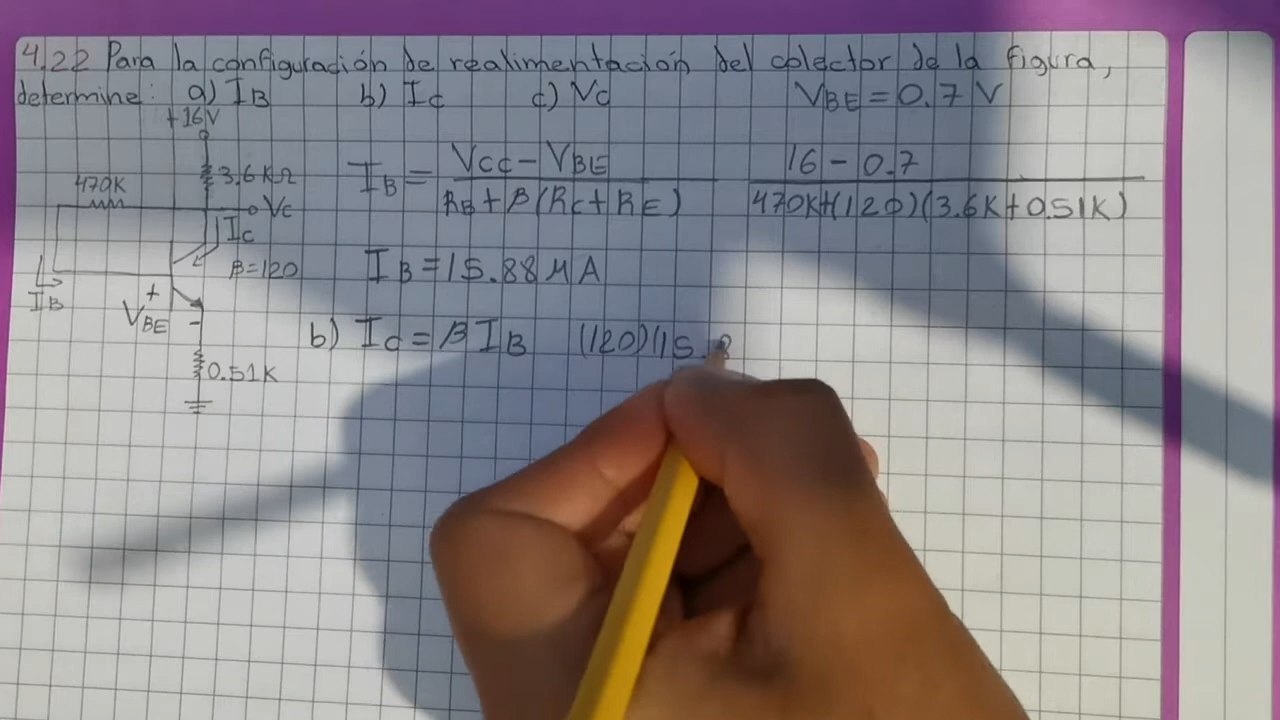 4.22 Para la configuración de realimentación del colector de la figura,
determine: a) IB b) Ic c) Vc VBE = 0.7 V
+16V
3.6KΩ
470K
Vc
Ic
β=120
IB
+
VBE
-
0.51K
IB = Vcc - VBE / RB + β(Rc + RE) 16 - 0.7 / 470K+(120)(3.6K+0.51K)
IB = 15.88 μA
b) Ic = β IB (120)(15.8